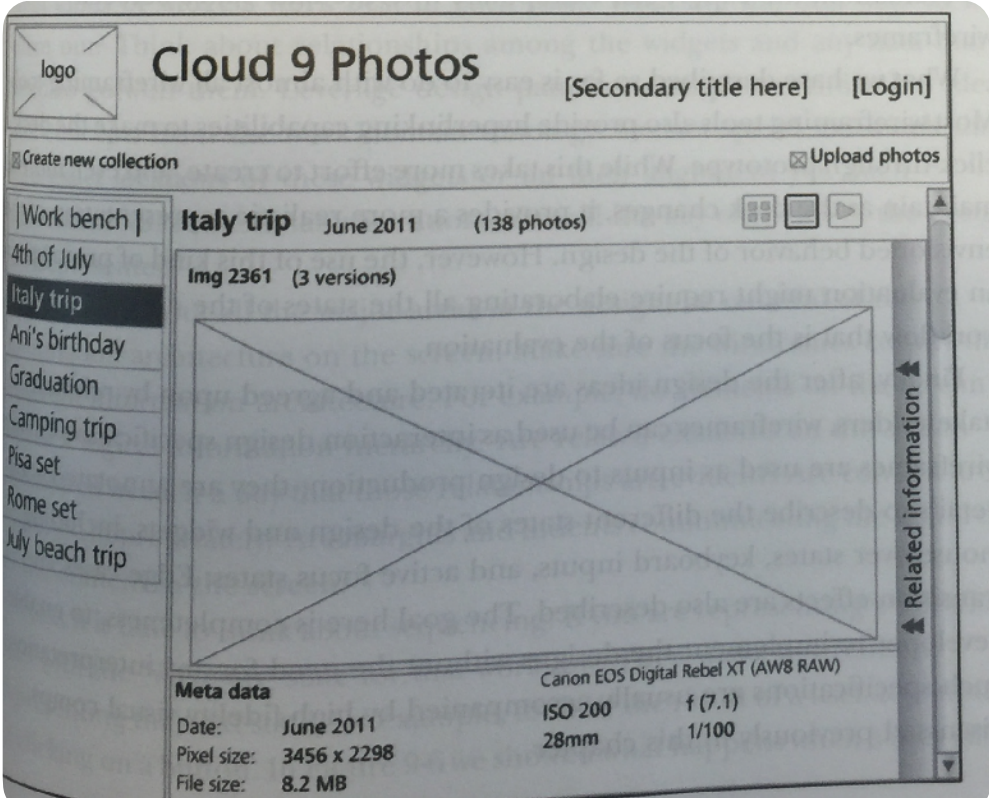 logo
Cloud 9 Photos
[Secondary title here] [Login]
Create new collection
Upload photos
|Work bench|
4th of July
Italy trip
Ani's birthday
Graduation
Camping trip
Pisa set
Rome set
July beach trip
Italy trip June 2011 (138 photos)
Img 2361 (3 versions)
Related information
Meta data
Date: June 2011
Pixel size: 3456 x 2298
File size: 8.2 MB
Canon EOS Digital Rebel XT (AW8 RAW)
ISO 200 f (7.1)
28mm 1/100